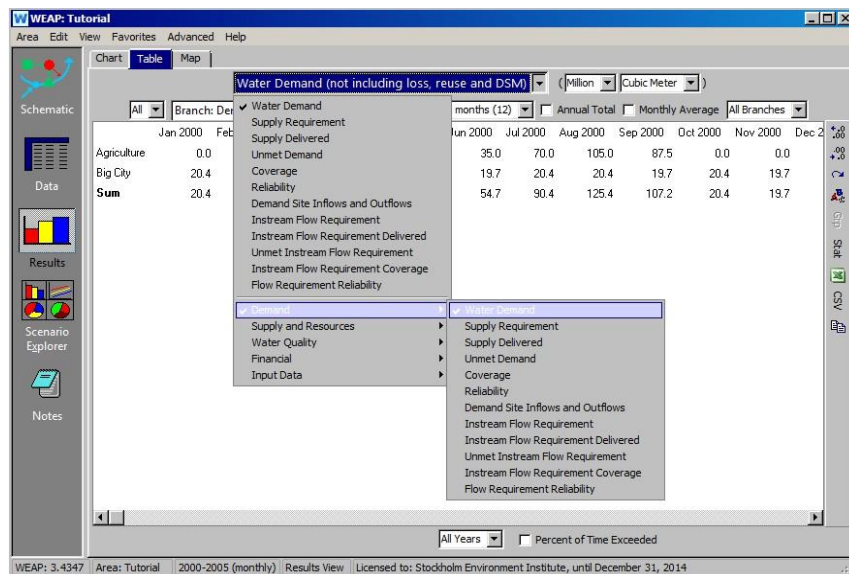 WEAP: Tutorial
Area Edit View Favorites Advanced Help
Chart Table Map
Water Demand (not including loss, reuse and DSM) ( Million Cubic Meter )
All Branch: Der months (12) Annual Total Monthly Average All Branches
Jan 2000 Feb Jun 2000 Jul 2000 Aug 2000 Sep 2000 Oct 2000 Nov 2000 Dec 2
Agriculture 0.0 35.0 70.0 105.0 87.5 0.0 0.0
Big City 20.4 19.7 20.4 20.4 19.7 20.4 19.7
Sum 20.4 54.7 90.4 125.4 107.2 20.4 19.7
Water Demand
Supply Requirement
Supply Delivered
Unmet Demand
Coverage
Reliability
Demand Site Inflows and Outflows
Instream Flow Requirement
Instream Flow Requirement Delivered
Unmet Instream Flow Requirement
Instream Flow Requirement Coverage
Flow Requirement Reliability
Demand
Supply and Resources
Water Quality
Financial
Input Data
Water Demand
Supply Requirement
Supply Delivered
Unmet Demand
Coverage
Reliability
Demand Site Inflows and Outflows
Instream Flow Requirement
Instream Flow Requirement Delivered
Unmet Instream Flow Requirement
Instream Flow Requirement Coverage
Flow Requirement Reliability
Schematic
Data
Results
Scenario
Explorer
Notes
Grp
Stat
CSV
All Years Percent of Time Exceeded
WEAP: 3.4347 Area: Tutorial 2000-2005 (monthly) Results View Licensed to: Stockholm Environment Institute, until December 31, 2014